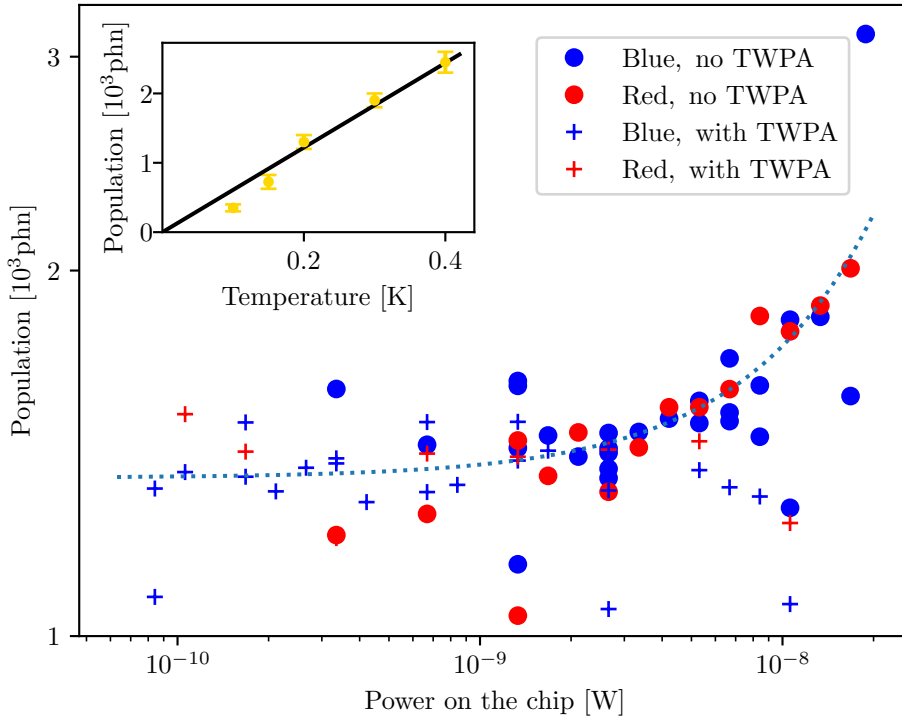 3
2
1
Population [10³phn]
10⁻¹⁰
10⁻⁹
10⁻⁸
Power on the chip [W]
Population [10³phn]
2
1
0
0.2
0.4
Temperature [K]
Blue, no TWPA
Red, no TWPA
Blue, with TWPA
Red, with TWPA